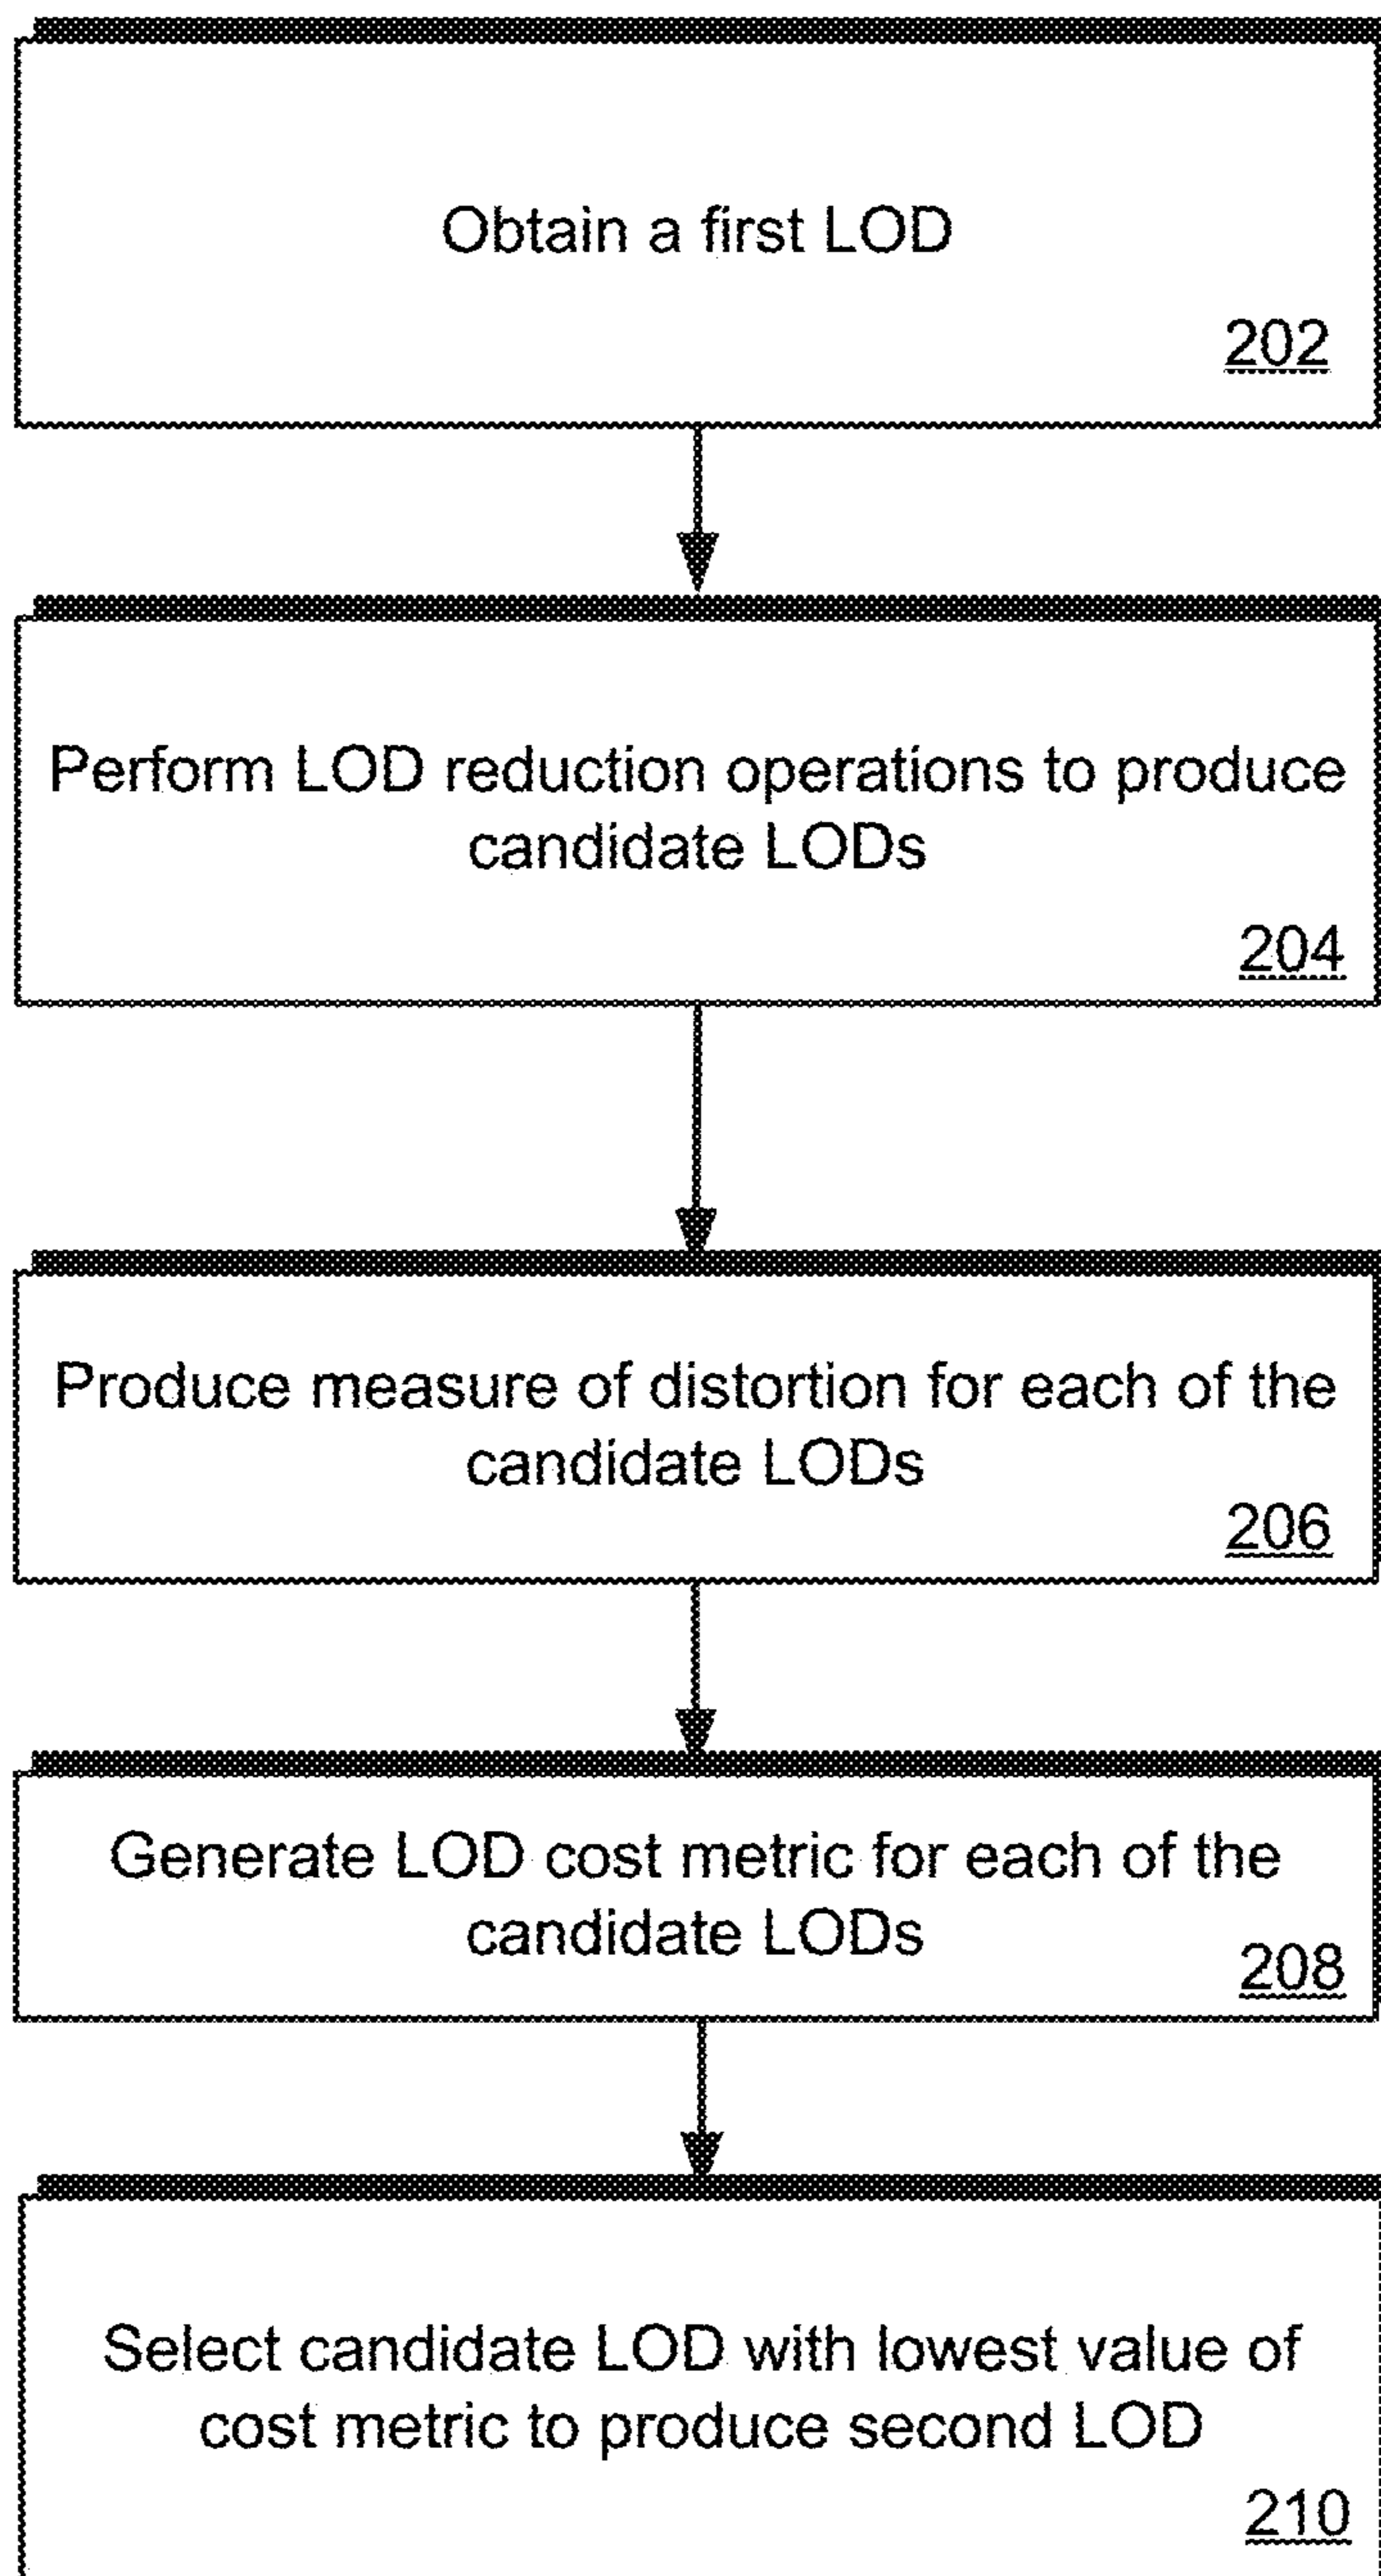 Obtain a first LOD
202
Perform LOD reduction operations to produce
candidate LODs
204
Produce measure of distortion for each of the
candidate LODs
206
Generate LOD cost metric for each of the
candidate LODs
208
Select candidate LOD with lowest value of
cost metric to produce second LOD
210